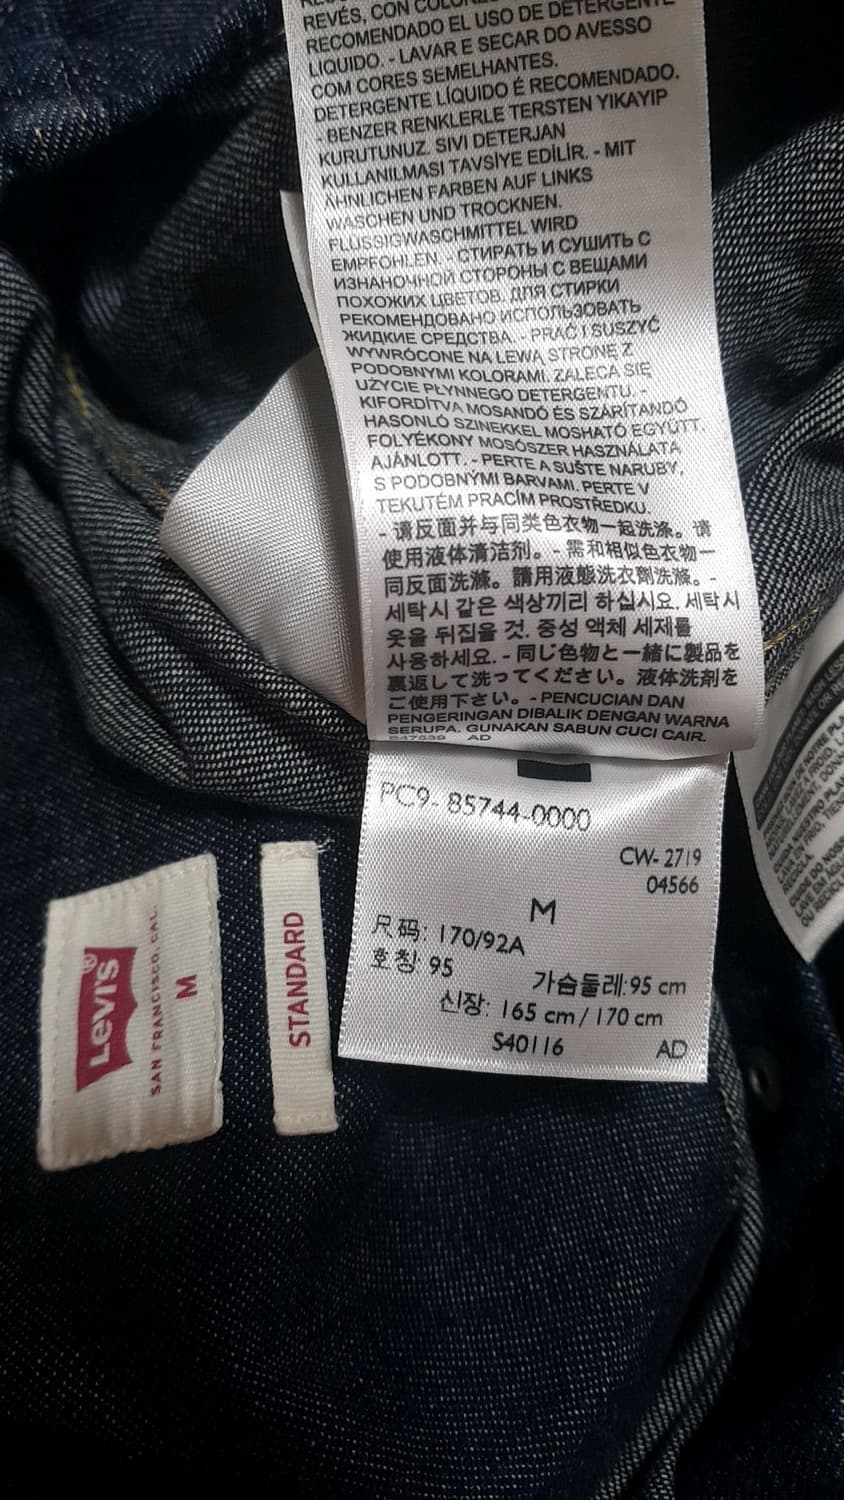 REVÉS, CON
RECOMENDADO EL USO DE DETERGENTE
LIQUIDO. - LAVAR E SECAR DO AVESSO
COM CORES SEMELHANTES.
DETERGENTE LÍQUIDO É RECOMENDADO.
- BENZER RENKLERLE TERSTEN YIKAYIP
KURUTUNUZ. SIVI DETERJAN
KULLANILMASI TAVSİYE EDİLİR. - MIT
ÄHNLICHEN FARBEN AUF LINKS
WASCHEN UND TROCKNEN.
FLÜSSIGWASCHMITTEL WIRD
EMPFOHLEN. - СТИРАТЬ И СУШИТЬ С
ИЗНАНОЧНОЙ СТОРОНЫ С ВЕЩАМИ
ПОХОЖИХ ЦВЕТОВ. ДЛЯ СТИРКИ
РЕКОМЕНДОВАНО ИСПОЛЬЗОВАТЬ
ЖИДКИЕ СРЕДСТВА. - PRAĆ I SUSZYĆ
WYWRÓCONE NA LEWĄ STRONĘ Z
PODOBNYMI KOLORAMI. ZALECA SIĘ
UŻYCIE PŁYNNEGO DETERGENTU. -
KIFORDÍTVA MOSANDÓ ÉS SZÁRÍTANDÓ
HASONLÓ SZINEKKEL MOSHATÓ EGYÜTT.
FOLYÉKONY MOSÓSZER HASZNÁLATA
AJÁNLOTT. - PERTE A SUŠTE NARUBY,
S PODOBNÝMI BARVAMI. PERTE V
TEKUTÉM PRACÍM PROSTŘEDKU.
- 请反面并与同类色衣物一起洗涤。请
使用液体清洁剂。- 需和相似色衣物一
同反面洗滌。請用液態洗衣劑洗滌。-
세탁시 같은 색상끼리 하십시요. 세탁시
옷을 뒤집을 것. 중성 액체 세제를
사용하세요. - 同じ色物と一緒に製品を
裏返して洗ってください。液体洗剤を
ご使用下さい。- PENCUCIAN DAN
PENGERINGAN DIBALIK DENGAN WARNA
SERUPA. GUNAKAN SABUN CUCI CAIR.
AD
PC9- 85744-0000
CW- 2719
04566
M
尺码: 170/92A
호칭 95
가슴둘레:95 cm
신장: 165 cm / 170 cm
S40116 AD
LEVI'S®
SAN FRANCISCO, CAL.
M
STANDARD